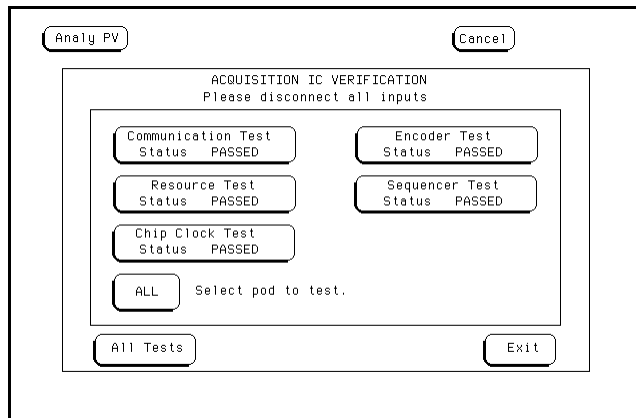 Analy PV
Cancel
ACQUISITION IC VERIFICATION
Please disconnect all inputs
Communication Test
Status PASSED
Encoder Test
Status PASSED
Resource Test
Status PASSED
Sequencer Test
Status PASSED
Chip Clock Test
Status PASSED
ALL
Select pod to test.
All Tests
Exit